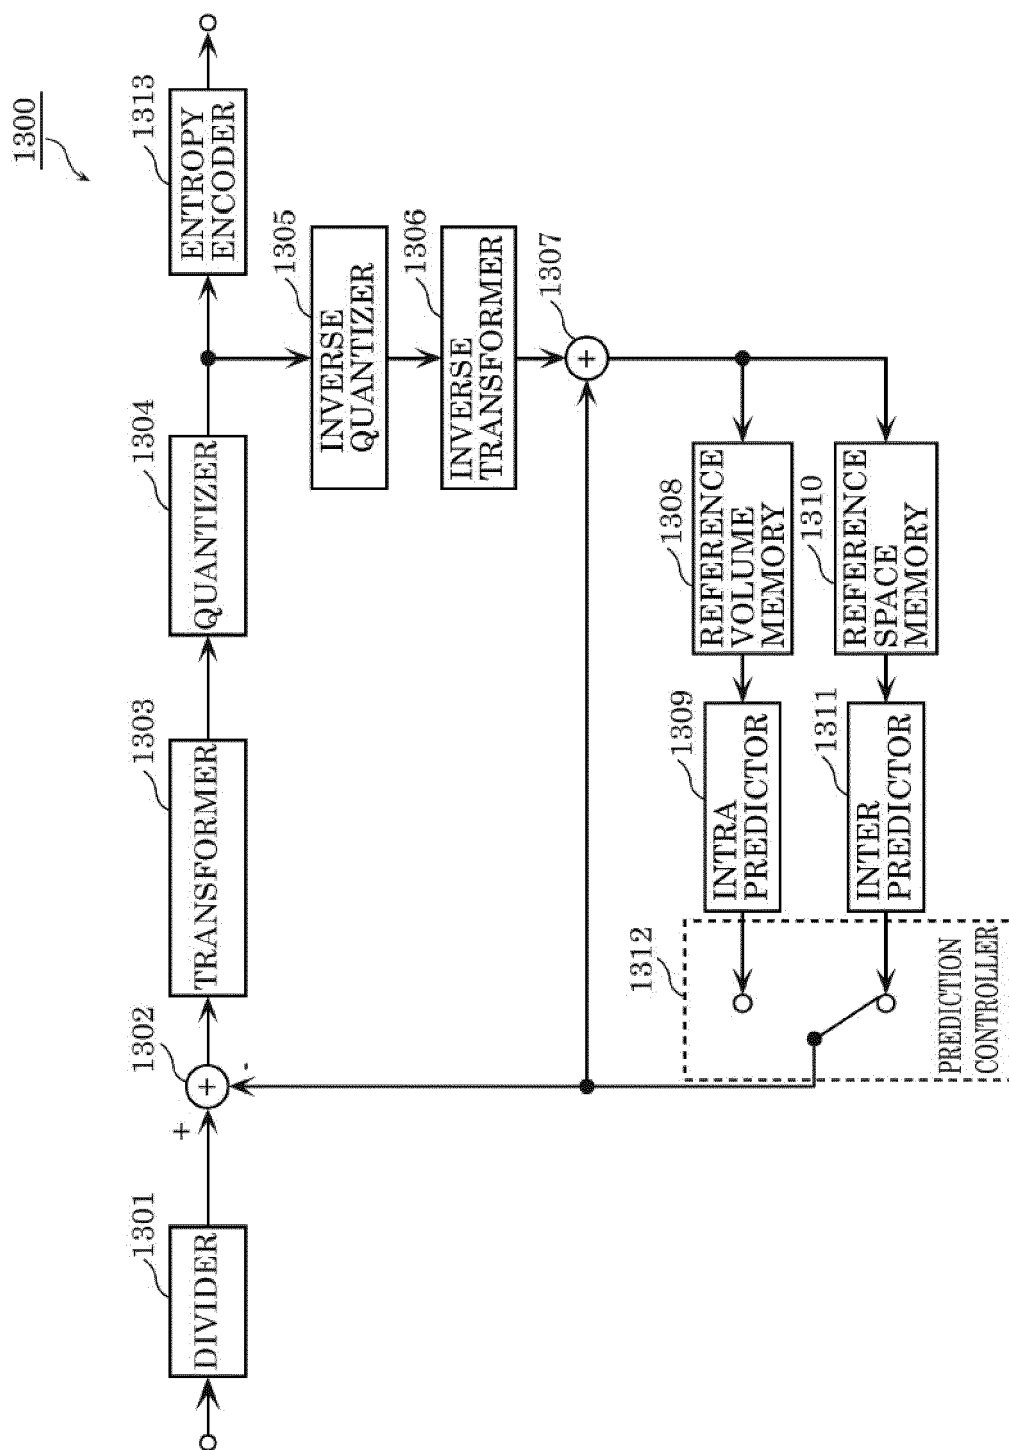 1300
1301
DIVIDER
+
1302
+
-
1303
TRANSFORMER
1304
QUANTIZER
1313
ENTROPY
ENCODER
1305
INVERSE
QUANTIZER
1306
INVERSE
TRANSFORMER
1307
+
1308
REFERENCE
VOLUME
MEMORY
1309
INTRA
PREDICTOR
1310
REFERENCE
SPACE
MEMORY
1311
INTER
PREDICTOR
1312
PREDICTION
CONTROLLER